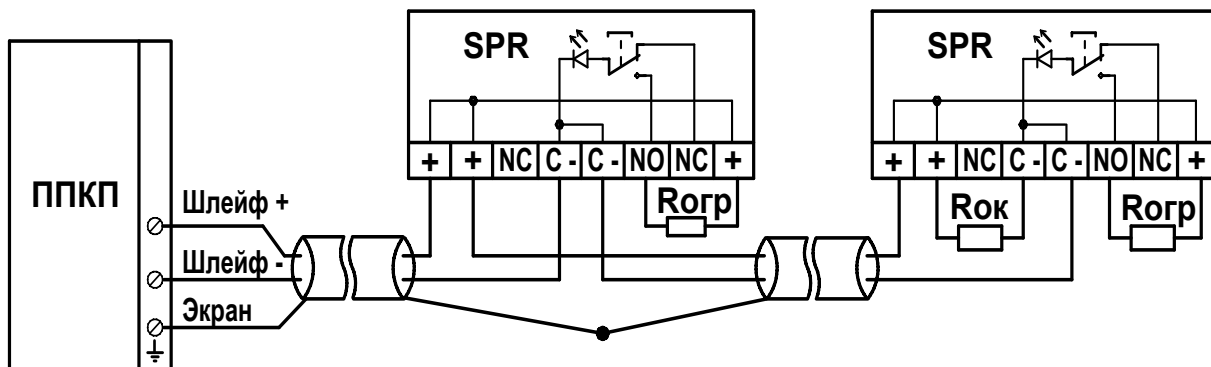 SPR
+ + NC C - C - NO NC +
Rогр
SPR
+ + NC C - C - NO NC +
Rок
Rогр
ППКП
Шлейф +
Шлейф -
Экран